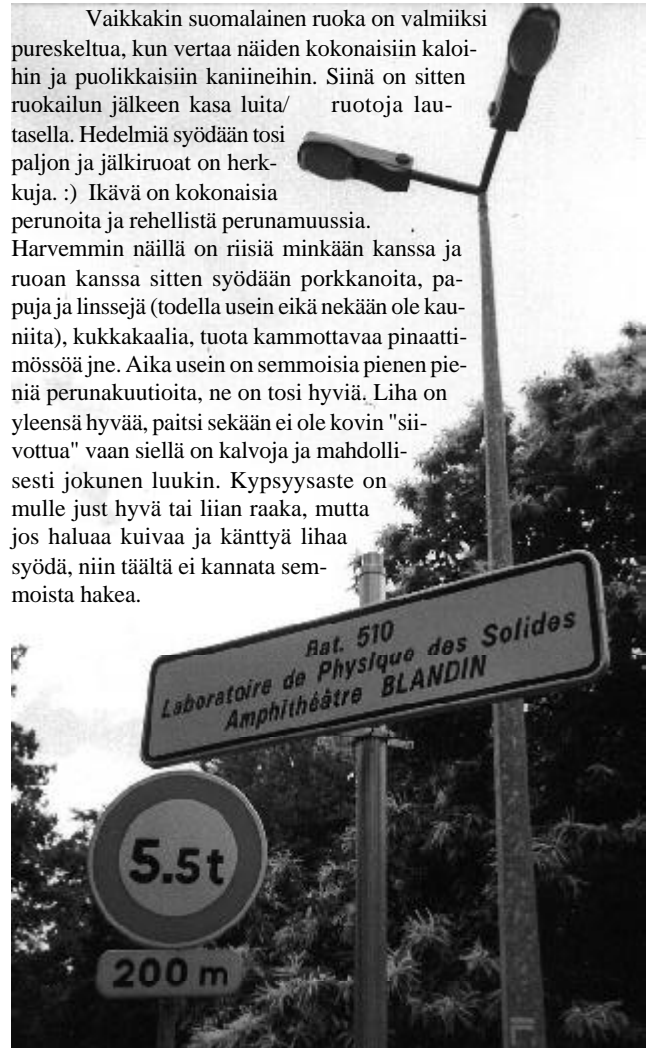 Vaikkakin suomalainen ruoka on valmiiksi
pureskeltua, kun vertaa näiden kokonaisiin kaloi-
hin ja puolikkaisiin kaniineihin. Siinä on sitten
ruokailun jälkeen kasa luita/ ruotoja lau-
tasella. Hedelmiä syödään tosi
paljon ja jälkiruoat on herk-
kuja. :) Ikävä on kokonaisia
perunoita ja rehellistä perunamuussia.
Harvemmin näillä on riisiä minkään kanssa ja
ruoan kanssa sitten syödään porkkanoita, pa-
puja ja linssejä (todella usein eikä nekään ole kau-
niita), kukkakaalia, tuota kammottavaa pinaatti-
mössöä jne. Aika usein on semmoisia pienen pie-
niä perunakuutioita, ne on tosi hyviä. Liha on
yleensä hyvää, paitsi sekään ei ole kovin "sii-
vottua" vaan siellä on kalvoja ja mahdolli-
sesti jokunen luukin. Kypsyysaste on
mulle just hyvä tai liian raaka, mutta
jos haluaa kuivaa ja känttyä lihaa
syödä, niin täältä ei kannata sem-
moista hakea.
Bat. 510
Laboratoire de Physique des Solides
Amphithéâtre BLANDIN
5.5t
200 m